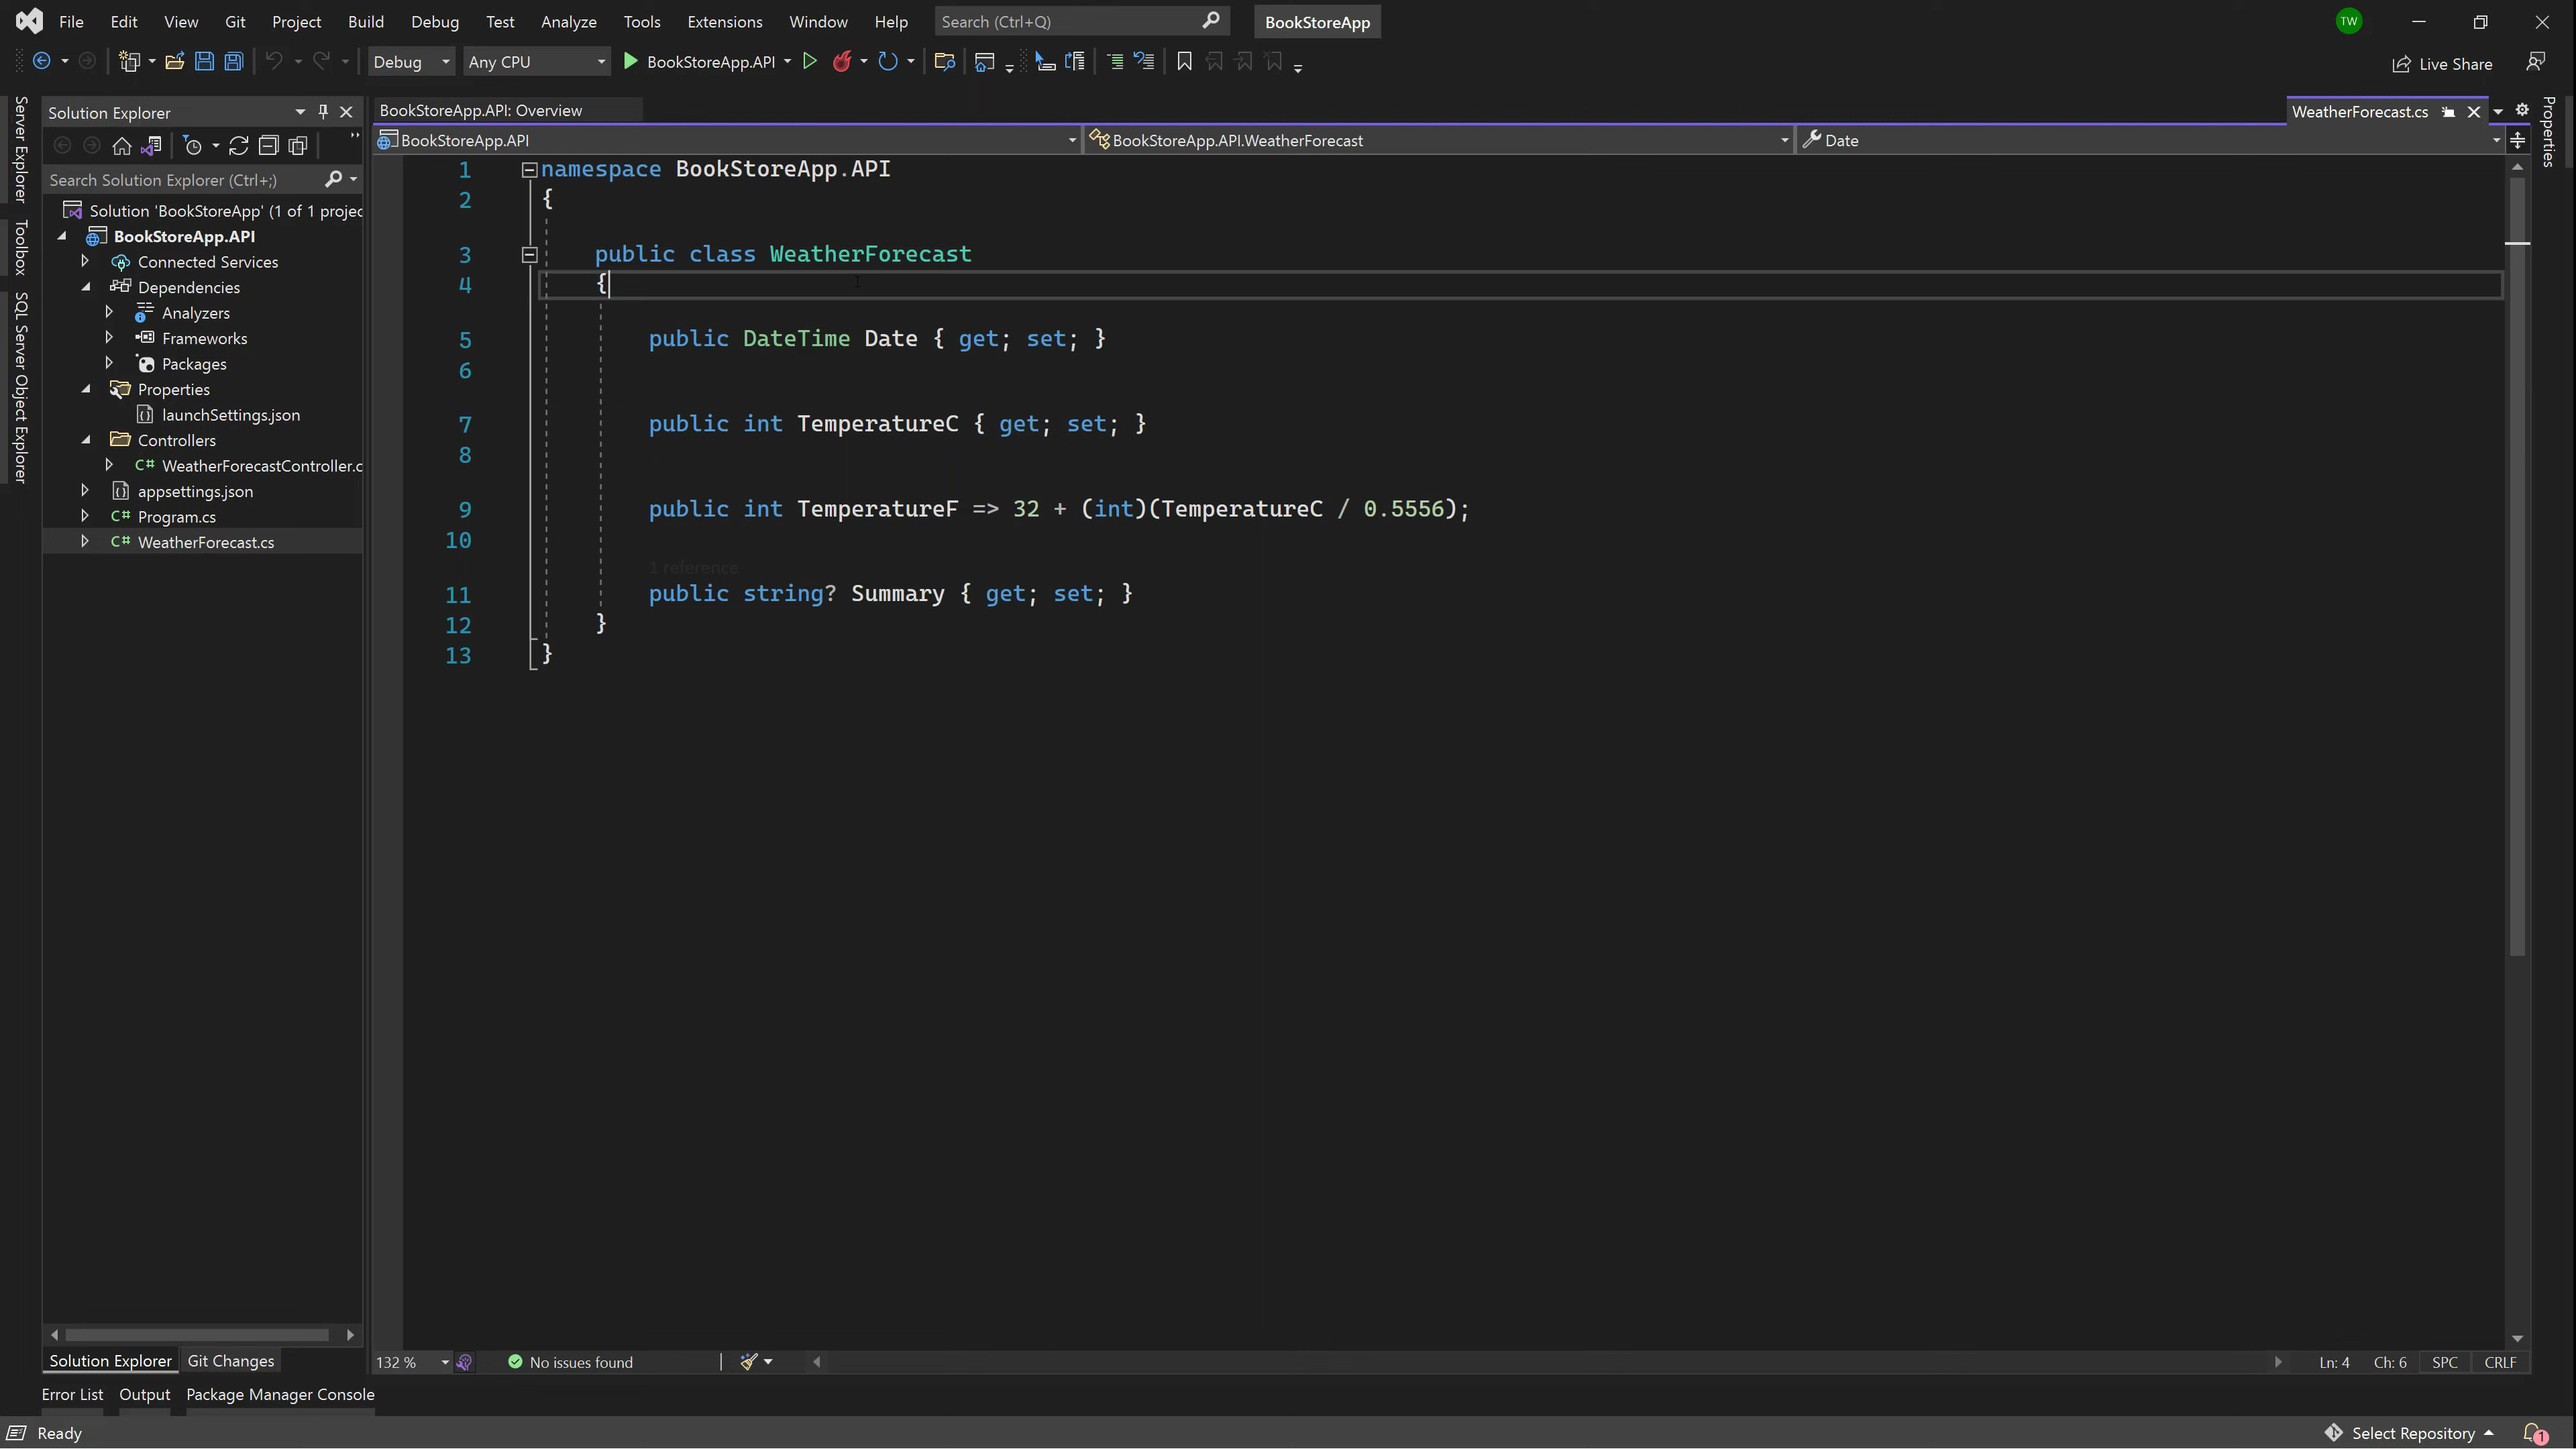 File Edit View Git Project Build Debug Test Analyze Tools Extensions Window Help Search (Ctrl+Q) BookStoreApp TW
Debug Any CPU BookStoreApp.API Live Share
Server Explorer
Toolbox
SQL Server Object Explorer
Solution Explorer
Search Solution Explorer (Ctrl+;)
Solution 'BookStoreApp' (1 of 1 projec
BookStoreApp.API
Connected Services
Dependencies
Analyzers
Frameworks
Packages
Properties
launchSettings.json
Controllers
C# WeatherForecastController.c
appsettings.json
C# Program.cs
C# WeatherForecast.cs
Solution Explorer Git Changes
BookStoreApp.API: Overview WeatherForecast.cs
BookStoreApp.API BookStoreApp.API.WeatherForecast Date
Properties
1 namespace BookStoreApp.API
2 {
3 public class WeatherForecast
4 {
5 public DateTime Date { get; set; }
6
7 public int TemperatureC { get; set; }
8
9 public int TemperatureF => 32 + (int)(TemperatureC / 0.5556);
10
1 reference
11 public string? Summary { get; set; }
12 }
13 }
132 % No issues found Ln: 4 Ch: 6 SPC CRLF
Error List Output Package Manager Console
Ready Select Repository 1